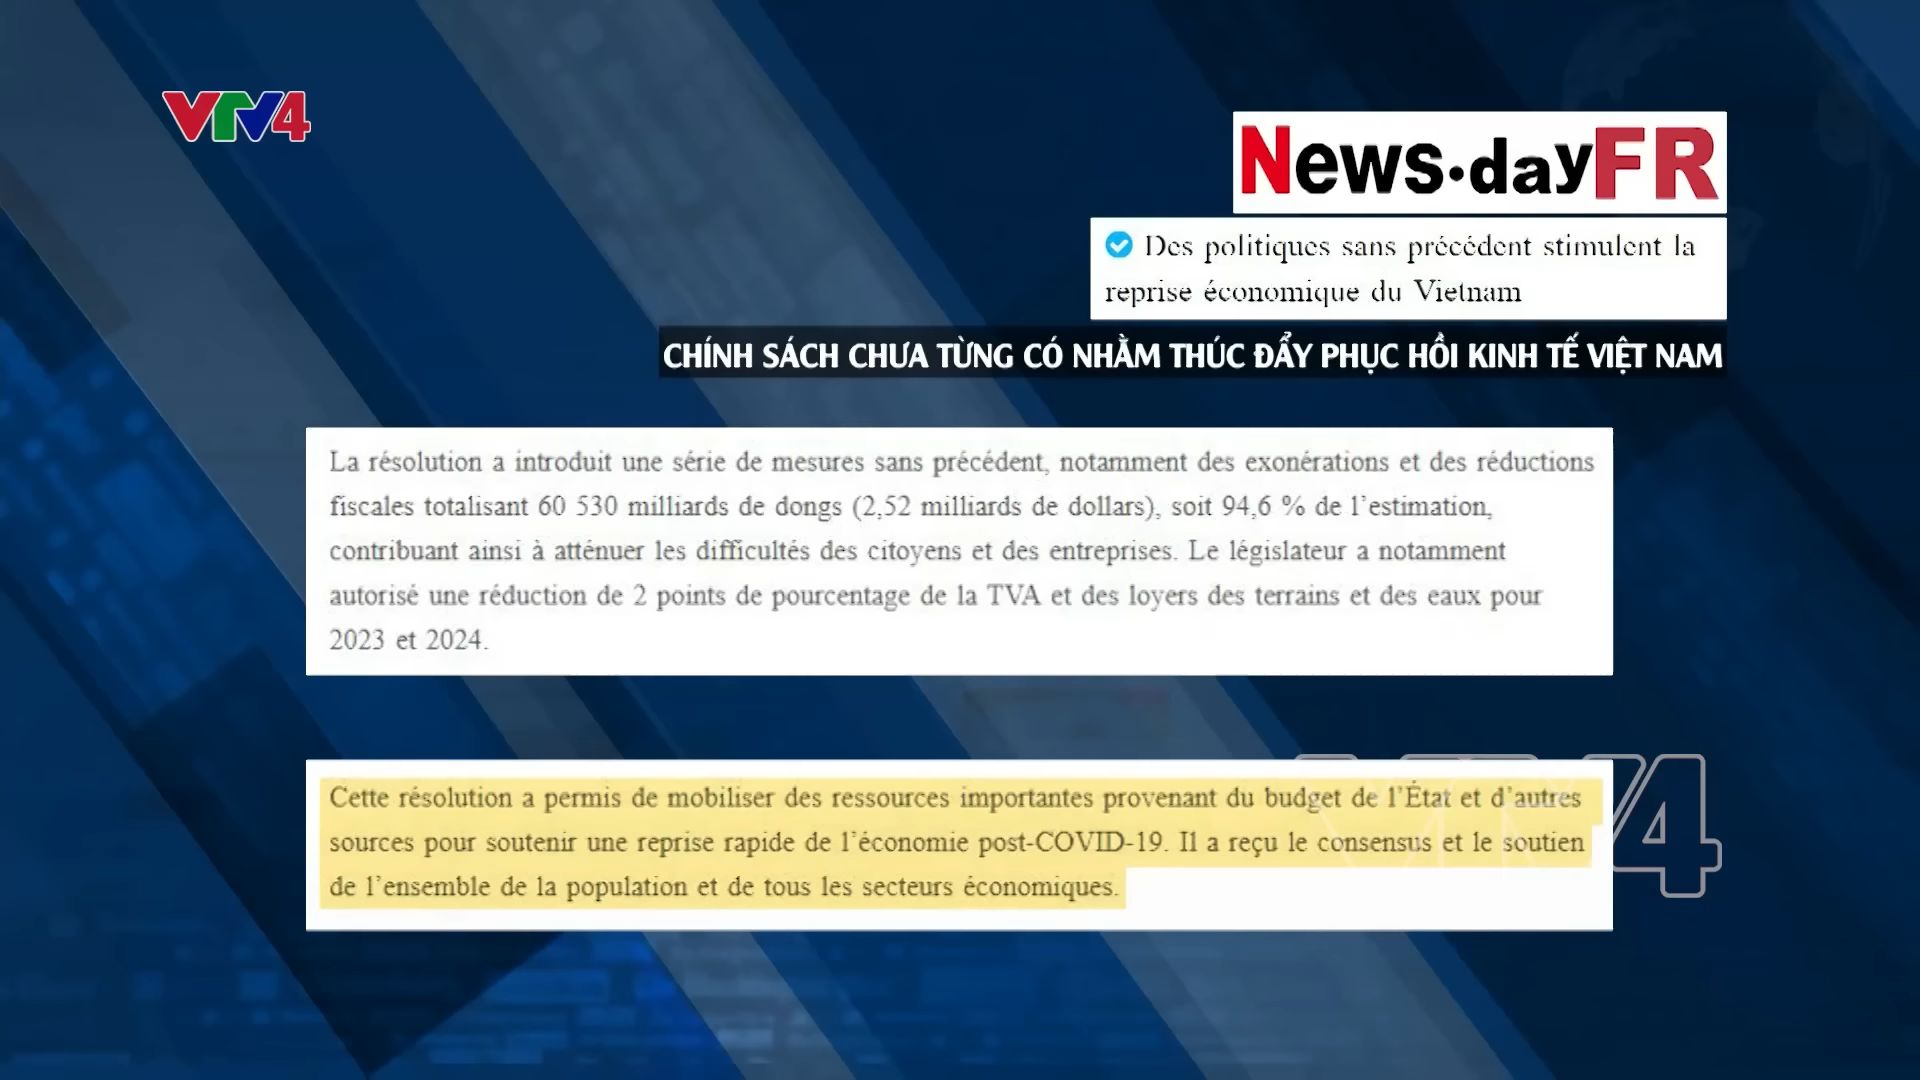 VTV4
News·dayFR
Des politiques sans précédent stimulent la
reprise économique du Vietnam
CHÍNH SÁCH CHƯA TỪNG CÓ NHẰM THÚC ĐẨY PHỤC HỒI KINH TẾ VIỆT NAM
La résolution a introduit une série de mesures sans précédent, notamment des exonérations et des réductions
fiscales totalisant 60 530 milliards de dongs (2,52 milliards de dollars), soit 94,6 % de l’estimation,
contribuant ainsi à atténuer les difficultés des citoyens et des entreprises. Le législateur a notamment
autorisé une réduction de 2 points de pourcentage de la TVA et des loyers des terrains et des eaux pour
2023 et 2024.
Cette résolution a permis de mobiliser des ressources importantes provenant du budget de l’État et d’autres
sources pour soutenir une reprise rapide de l’économie post-COVID-19. Il a reçu le consensus et le soutien
de l’ensemble de la population et de tous les secteurs économiques.
VTV4